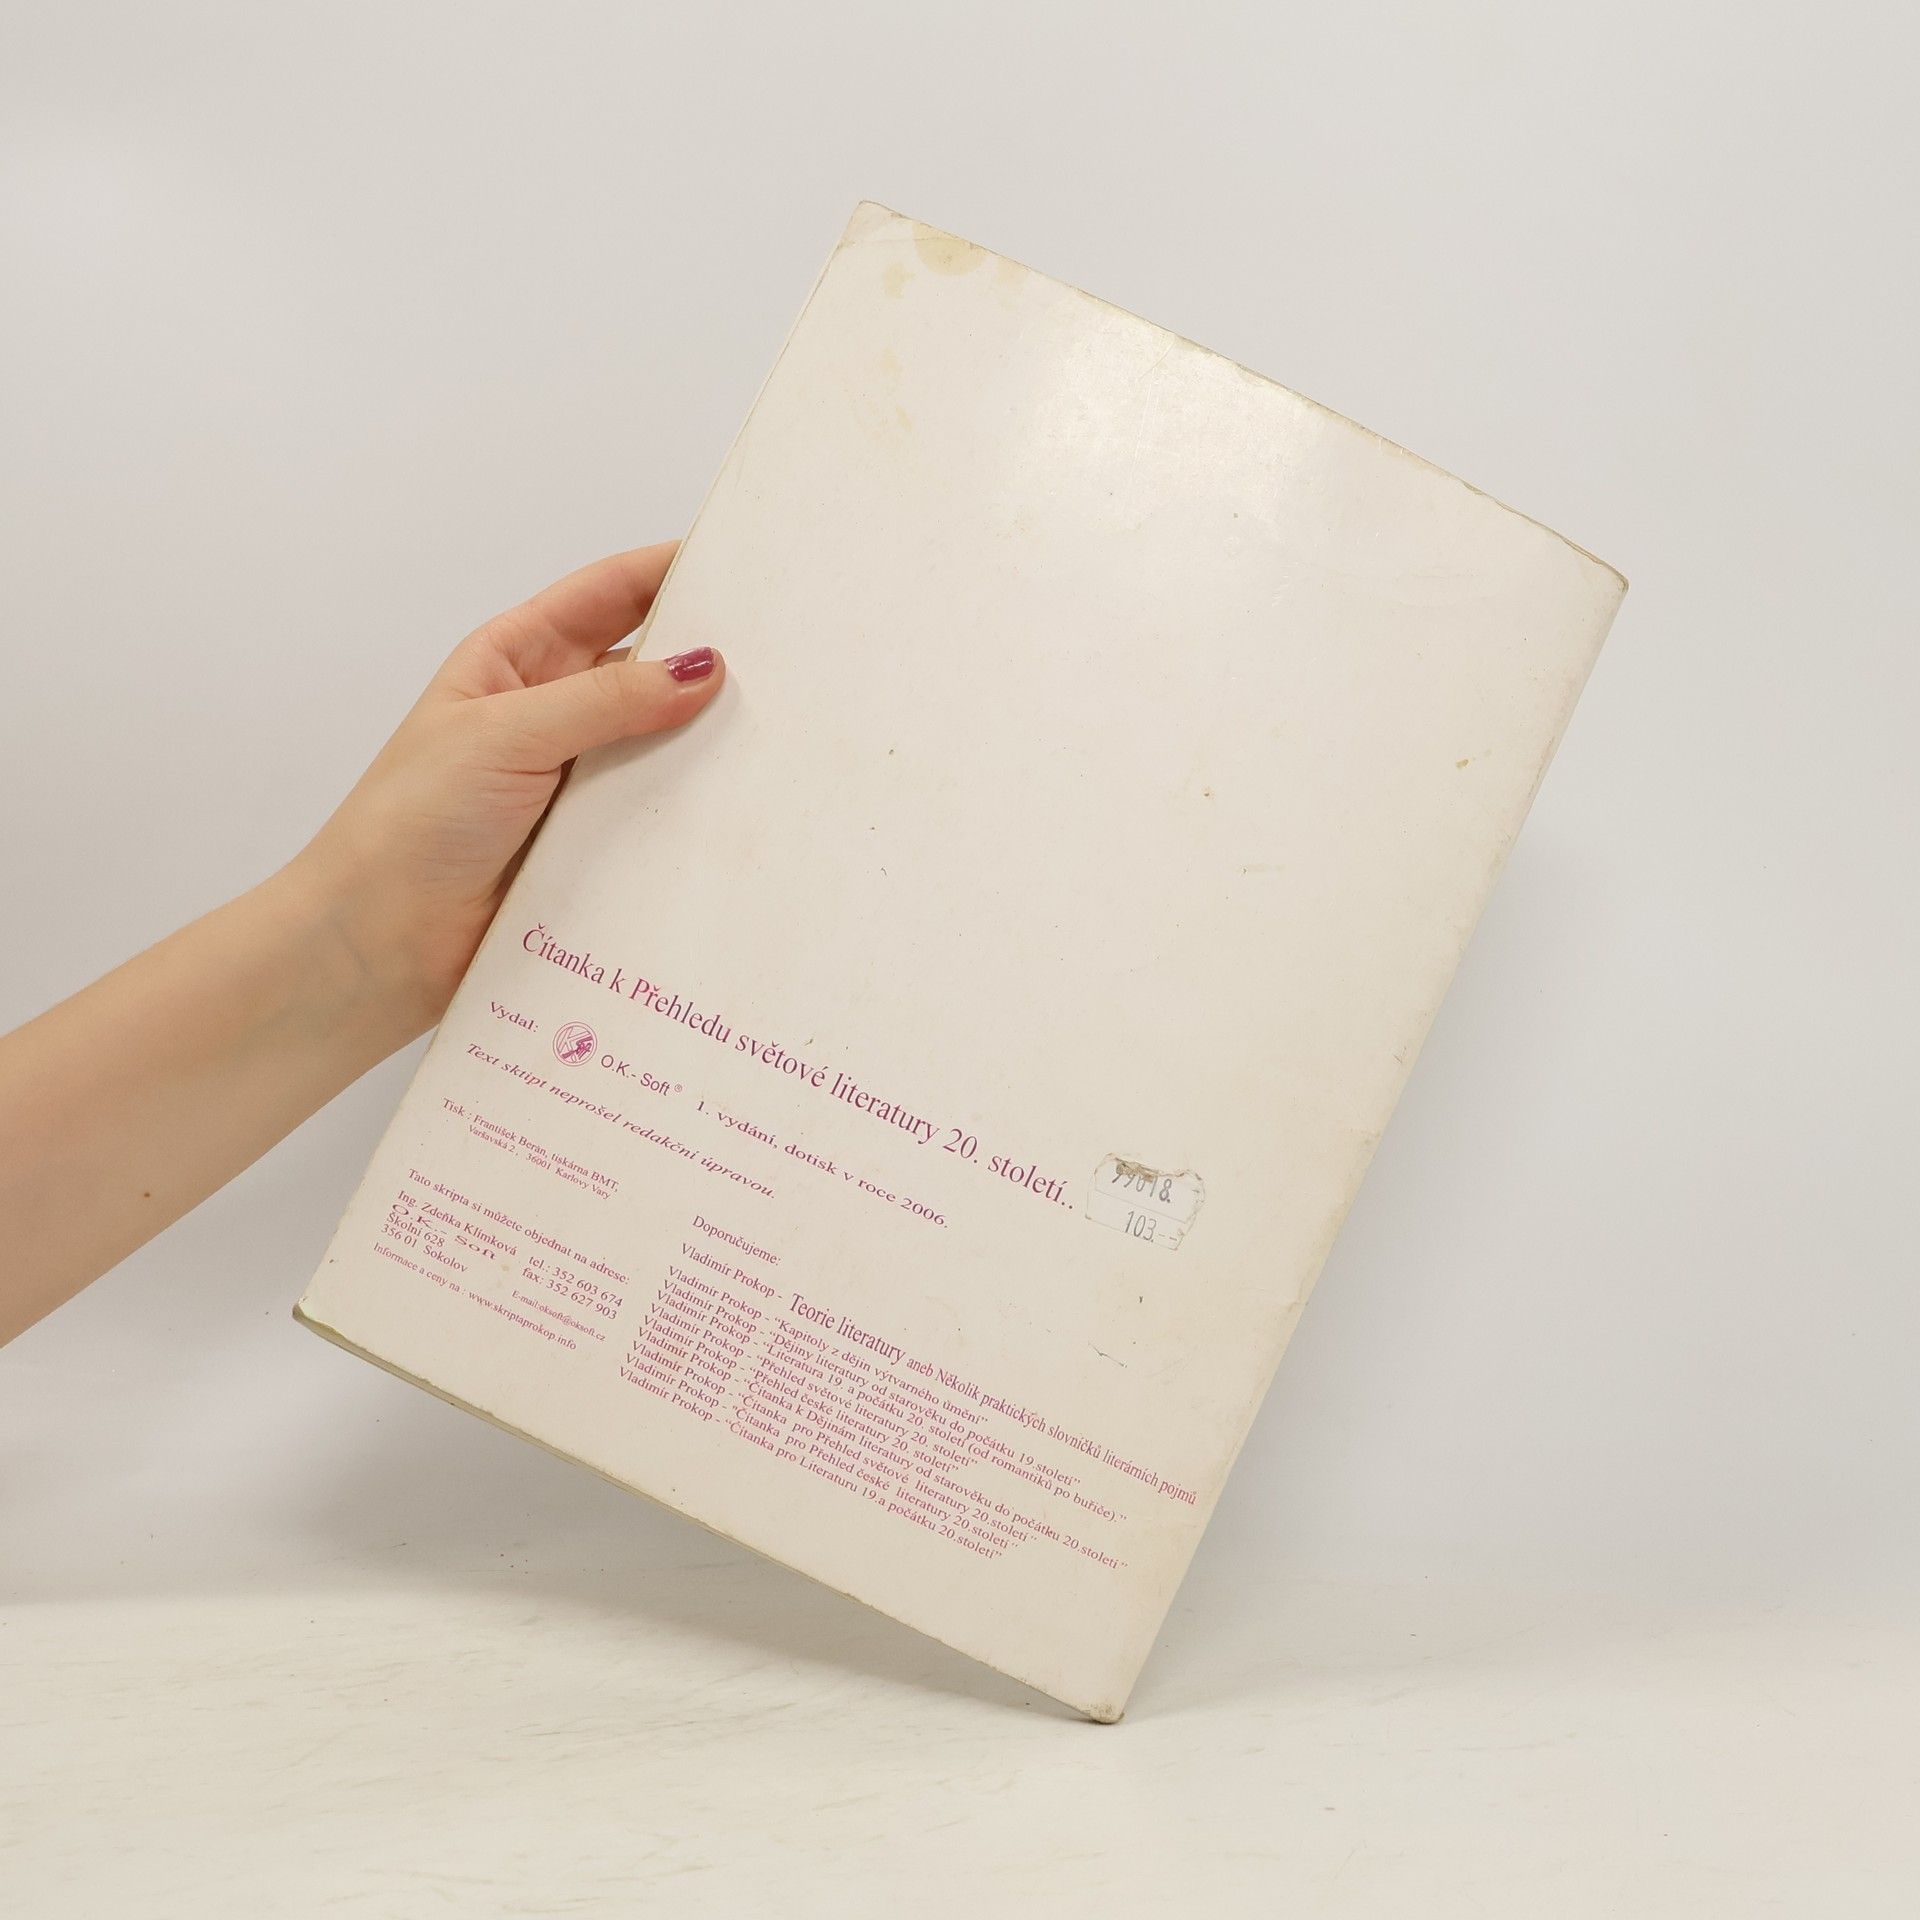 Čítanka k Přehledu světové literatury 20. století..
Vydal: O.K.- Soft ® 1. vydání, dotisk v roce 2006.
Text sktipt neprošel redakční úpravou.
Tisk : František Beran, tiskárna BMT,
Varšavská 2, 36001 Karlovy Vary
Tato skripta si můžete objednat na adrese:
Ing. Zdeňka Klímková
O.K.- Soft
Školní 628
356 01 Sokolov
tel.: 352 603 674
fax: 352 627 903
E-mail:oksoft@oksoft.cz
Informace a ceny na : www.skriptaprokop.info
Doporučujeme:
Vladimír Prokop - Teorie literatury aneb Několik praktických slovníčků literárních pojmů
Vladimír Prokop - “Kapitoly z dějin výtvarného umění”
Vladimír Prokop - “Dějiny literatury od starověku do počátku 19.století”
Vladimír Prokop - “Literatura 19. a počátku 20. století (od romantiků po buřiče).”
Vladimír Prokop - “Přehled světové literatury 20. století”
Vladimír Prokop - “Přehled české literatury 20. století”
Vladimír Prokop - “Čítanka k Dějinám literatury od starověku do počátku 20.století ”
Vladimír Prokop - “Čítanka pro Přehled světové literatury 20.století “
Vladimír Prokop - “Čítanka pro Přehled české literatury 20.století “
Vladimír Prokop - “Čítanka pro Literaturu 19.a počátku 20.století”
103.--